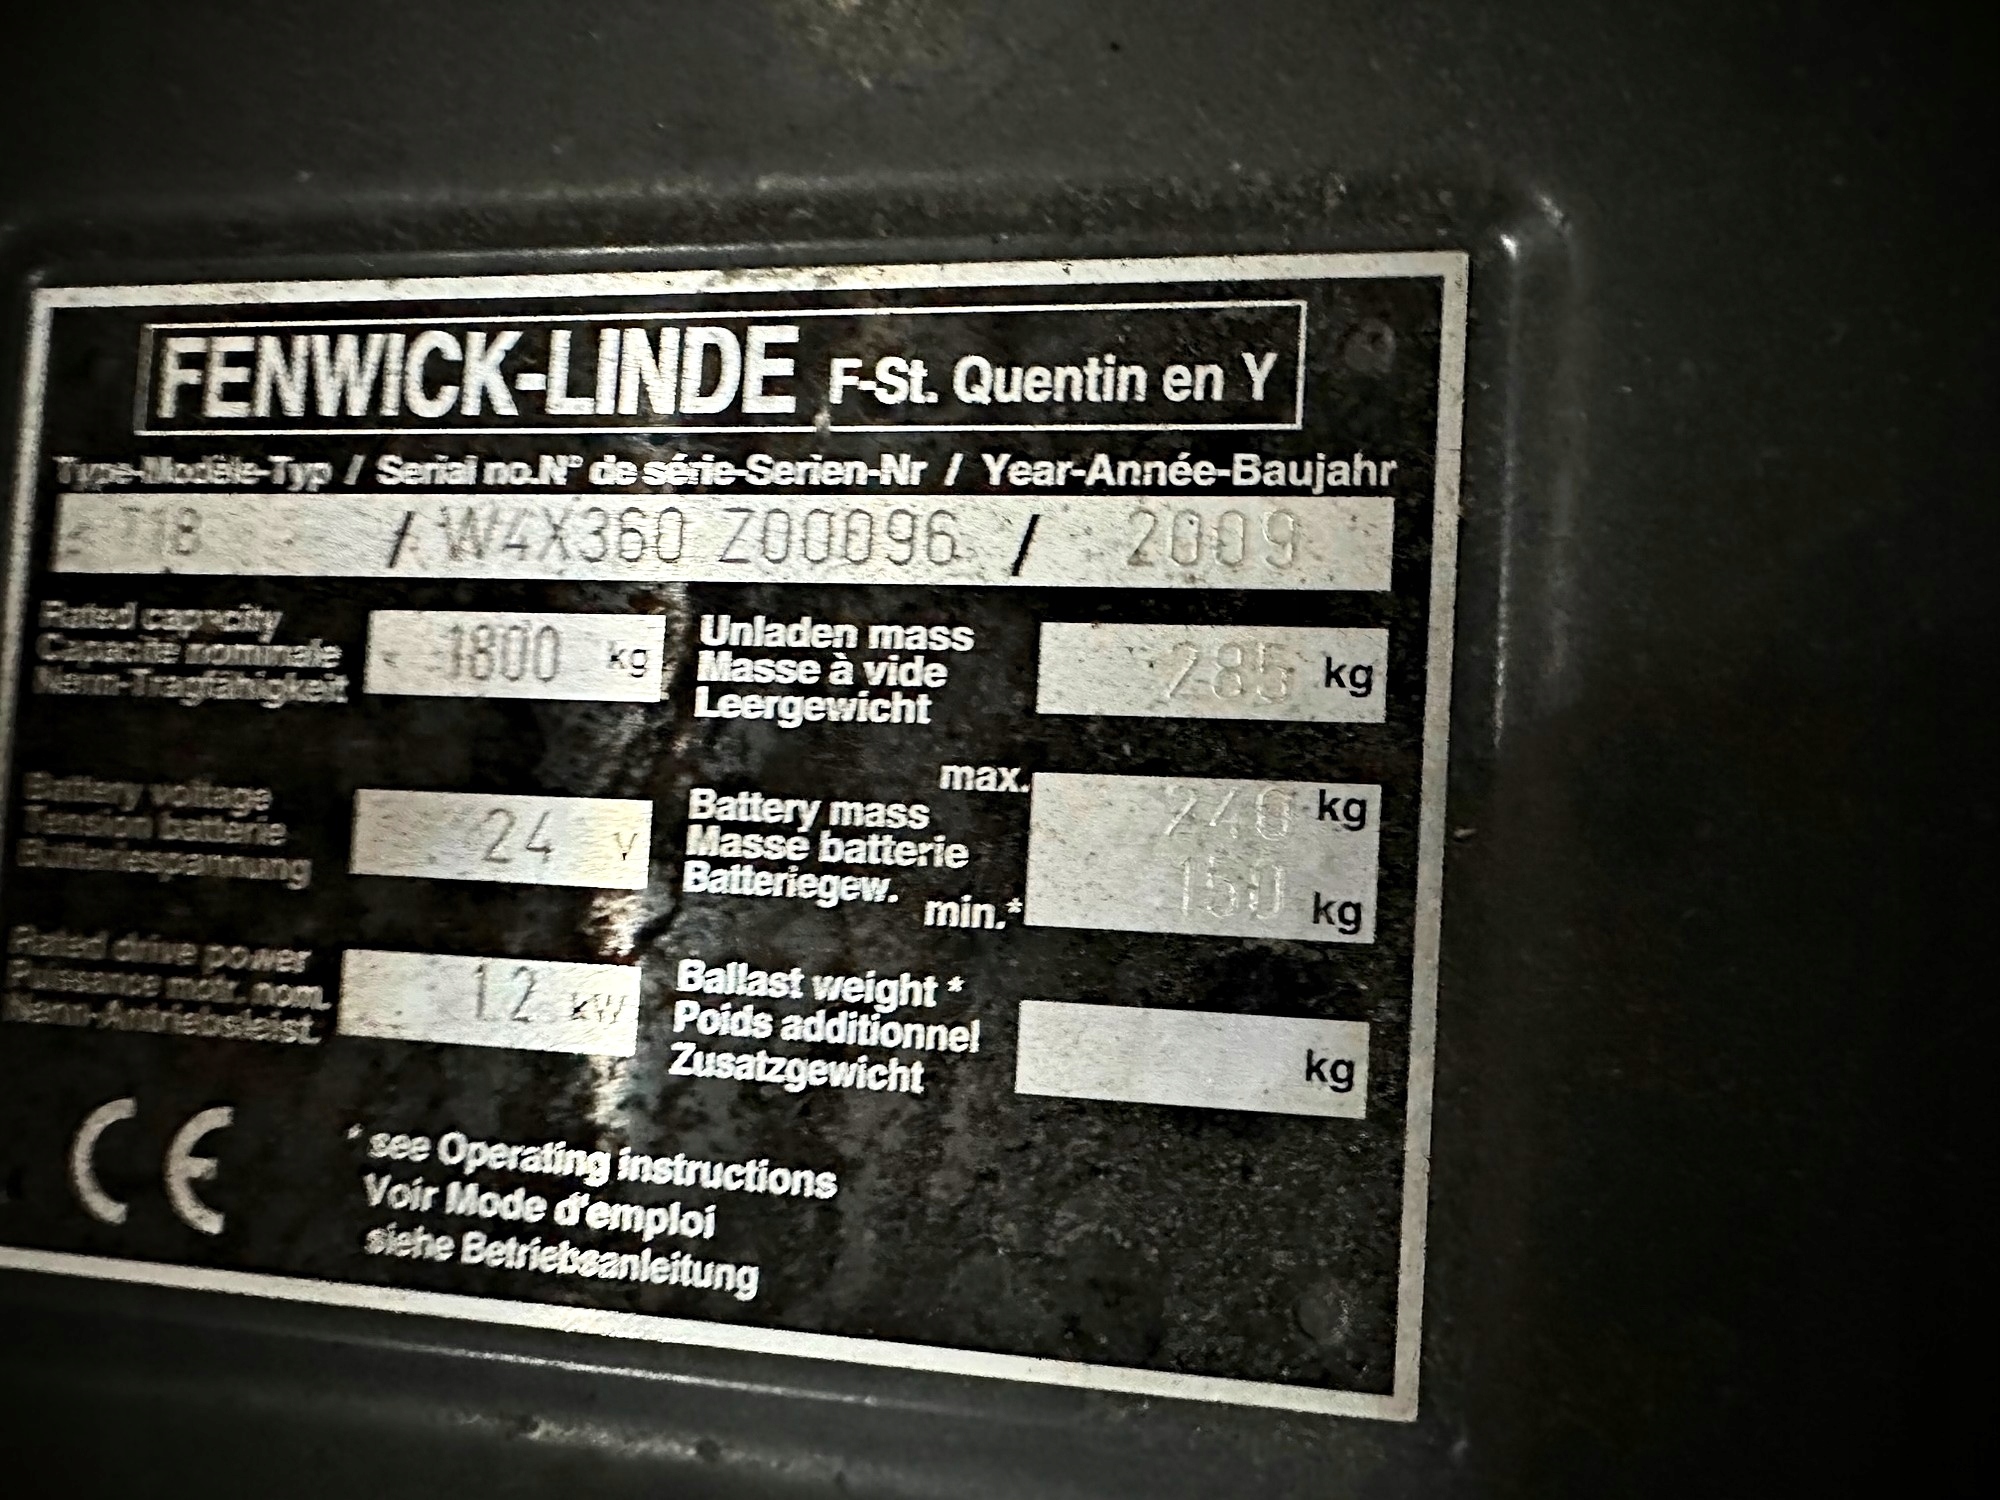 FENWICK-LINDE F-St. Quentin en Y
Type-Modèle-Typ / Serial no.N° de série-Serien-Nr / Year-Année-Baujahr
T18 / W4X360 Z00096 / 2009
Rated capacity
Capacité nominale
Nenn-Tragfähigkeit
1800 kg
Unladen mass
Masse à vide
Leergewicht
285 kg
Battery voltage
Tension batterie
Batteriespannung
24 V
max.
Battery mass
Masse batterie
Batteriegew.
min.*
240 kg
150 kg
Rated drive power
Puissance motr. nom.
Nenn-Antriebsleist.
1.2 kW
Ballast weight *
Poids additionnel
Zusatzgewicht
kg
CE
* see Operating instructions
Voir Mode d'emploi
siehe Betriebsanleitung